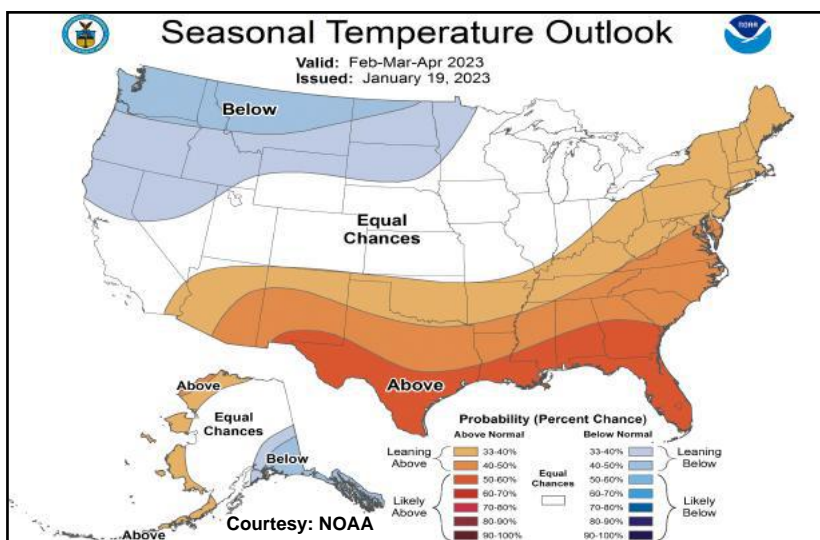 Seasonal Temperature Outlook
NOAA
Valid: Feb-Mar-Apr 2023
Issued: January 19, 2023
Below
Equal
Chances
Above
Above
Equal
Chances
Below
Above
Courtesy: NOAA
Probability (Percent Chance)
Above Normal
Below Normal
Leaning
Above
33-40%
40-50%
Likely
Above
50-60%
60-70%
70-80%
80-90%
90-100%
Equal
Chances
33-40%
40-50%
Leaning
Below
50-60%
60-70%
70-80%
80-90%
90-100%
Likely
Below